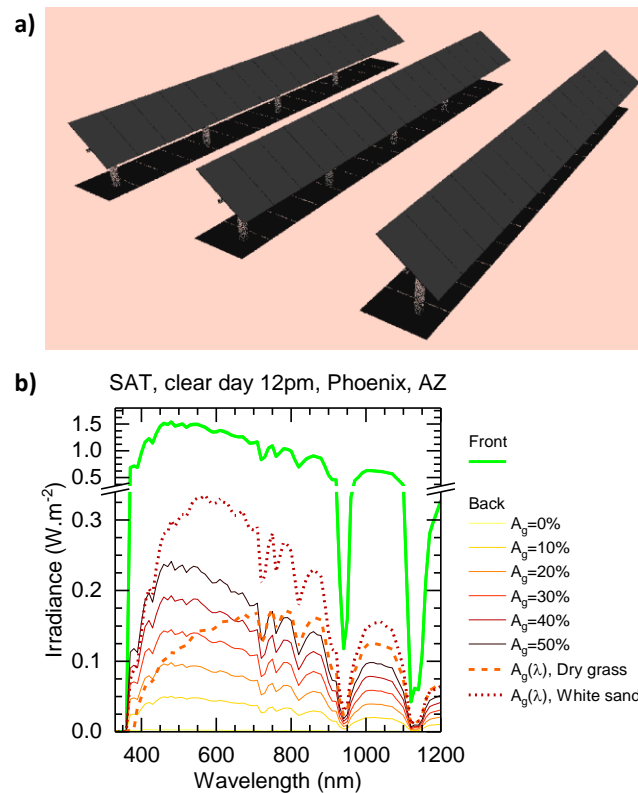 a)
b)
SAT, clear day 12pm, Phoenix, AZ
1.5
1.0
0.5
0.3
0.2
0.1
0.0
Irradiance (W.m-2)
400 600 800 1000 1200
Wavelength (nm)
Front
Back
Ag=0%
Ag=10%
Ag=20%
Ag=30%
Ag=40%
Ag=50%
Ag(λ), Dry grass
Ag(λ), White sand